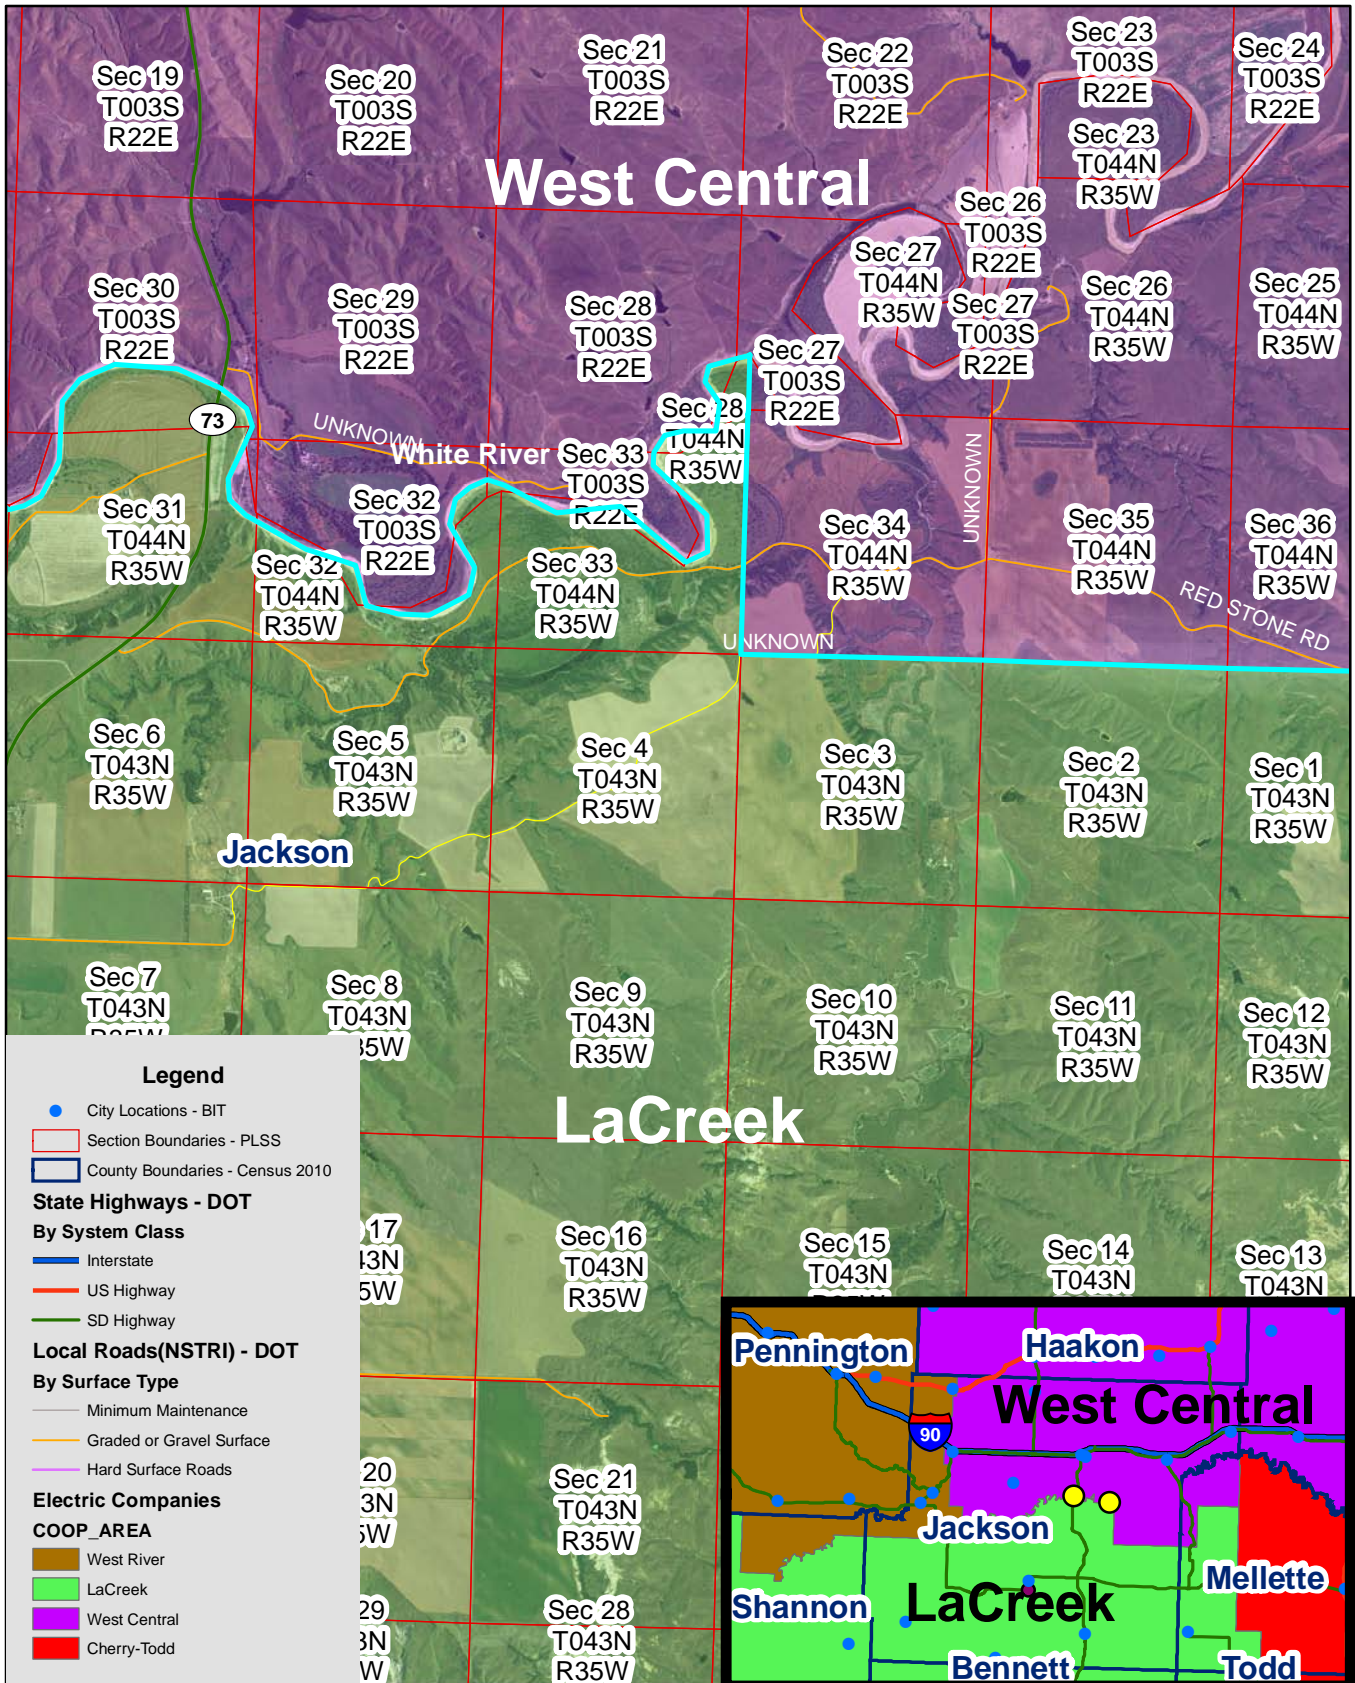 Sec 19
T003S
R22E
Sec 20
T003S
R22E
Sec 21
T003S
R22E
Sec 22
T003S
R22E
Sec 23
T003S
R22E
Sec 24
T003S
R22E
Sec 23
T044N
R35W
West Central
Sec 30
T003S
R22E
Sec 29
T003S
R22E
Sec 28
T003S
R22E
Sec 27
T044N
R35W
Sec 26
T003S
R22E
Sec 27
T003S
R22E
Sec 26
T044N
R35W
Sec 25
T044N
R35W
Sec 27
T003S
R22E
73
UNKNOWN
White River
Sec 28
T044N
R35W
Sec 33
T003S
R22E
Sec 32
T003S
R22E
Sec 31
T044N
R35W
Sec 32
T044N
R35W
Sec 33
T044N
R35W
Sec 34
T044N
R35W
UNKNOWN
Sec 35
T044N
R35W
Sec 36
T044N
R35W
RED STONE RD
UNKNOWN
Sec 6
T043N
R35W
Sec 5
T043N
R35W
Sec 4
T043N
R35W
Sec 3
T043N
R35W
Sec 2
T043N
R35W
Sec 1
T043N
R35W
Jackson
Sec 7
T043N
R35W
Sec 8
T043N
35W
Sec 9
T043N
R35W
Sec 10
T043N
R35W
Sec 11
T043N
R35W
Sec 12
T043N
R35W
LaCreek
17
43N
5W
Sec 16
T043N
R35W
Sec 15
T043N
R35W
Sec 14
T043N
Sec 13
T043N
20
3N
5W
Sec 21
T043N
R35W
29
3N
W
Sec 28
T043N
R35W
Legend
City Locations - BIT
Section Boundaries - PLSS
County Boundaries - Census 2010
State Highways - DOT
By System Class
Interstate
US Highway
SD Highway
Local Roads(NSTRI) - DOT
By Surface Type
Minimum Maintenance
Graded or Gravel Surface
Hard Surface Roads
Electric Companies
COOP_AREA
West River
LaCreek
West Central
Cherry-Todd
Pennington
Haakon
West Central
90
Jackson
Mellette
Shannon
LaCreek
Bennett
Todd